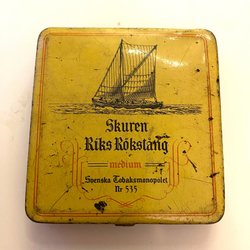 Skuren
Riks Rökstång
medium
Svenska Tobaksmonopolet
Nr 535